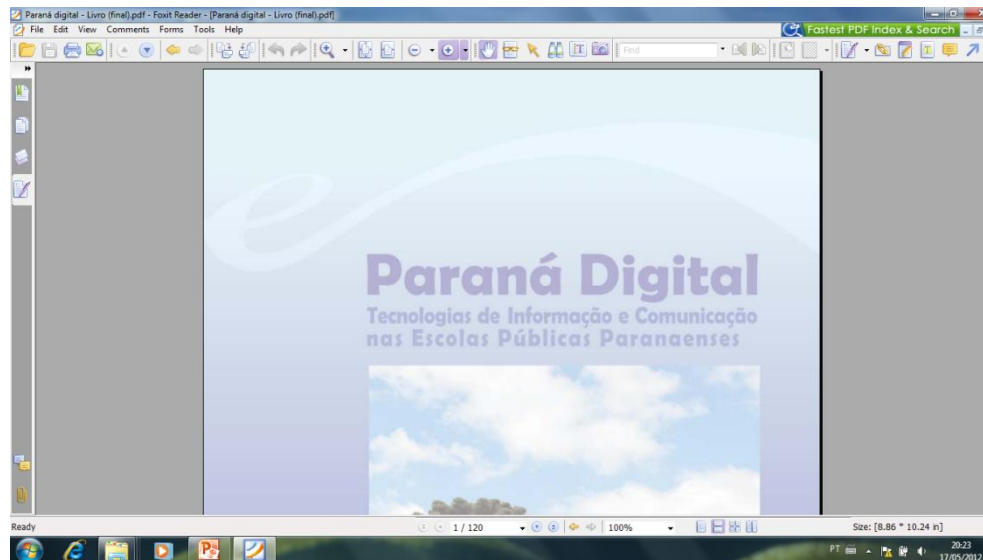 Paraná digital - Livro (final).pdf - Foxit Reader - [Paraná digital - Livro (final).pdf]
File Edit View Comments Forms Tools Help
Fastest PDF Index & Search
Find
Paraná Digital
Tecnologias de Informação e Comunicação
nas Escolas Públicas Paranaenses
Ready
1 / 120
100%
Size: [8.86 * 10.24 in]
PT
20:23
17/05/2012